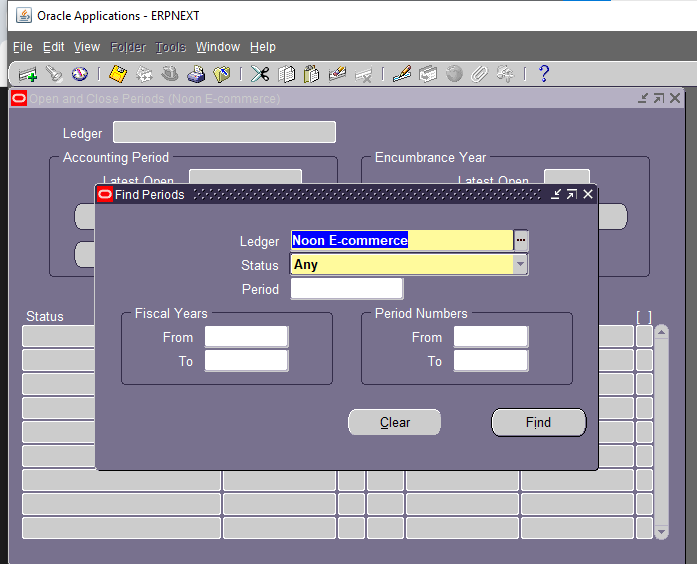 Oracle Applications - ERPNEXT
File Edit View Folder Tools Window Help
Open and Close Periods (Noon E-commerce)
Ledger
Accounting Period
Encumbrance Year
Latest Open
Latest Open
Find Periods
Ledger Noon E-commerce ...
Status Any
Period
Fiscal Years
Period Numbers
From
From
To
To
Clear
Find
Status
[ ]